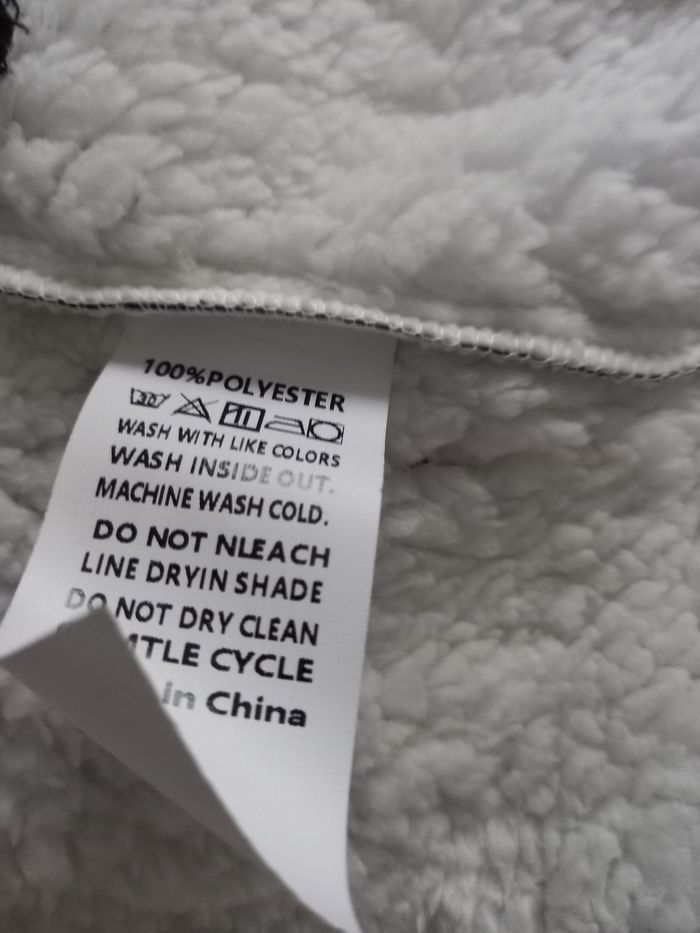 100%POLYESTER
WASH WITH LIKE COLORS
WASH INSIDE OUT.
MACHINE WASH COLD.
DO NOT NLEACH
LINE DRYIN SHADE
DO NOT DRY CLEAN
CYCLE
in China